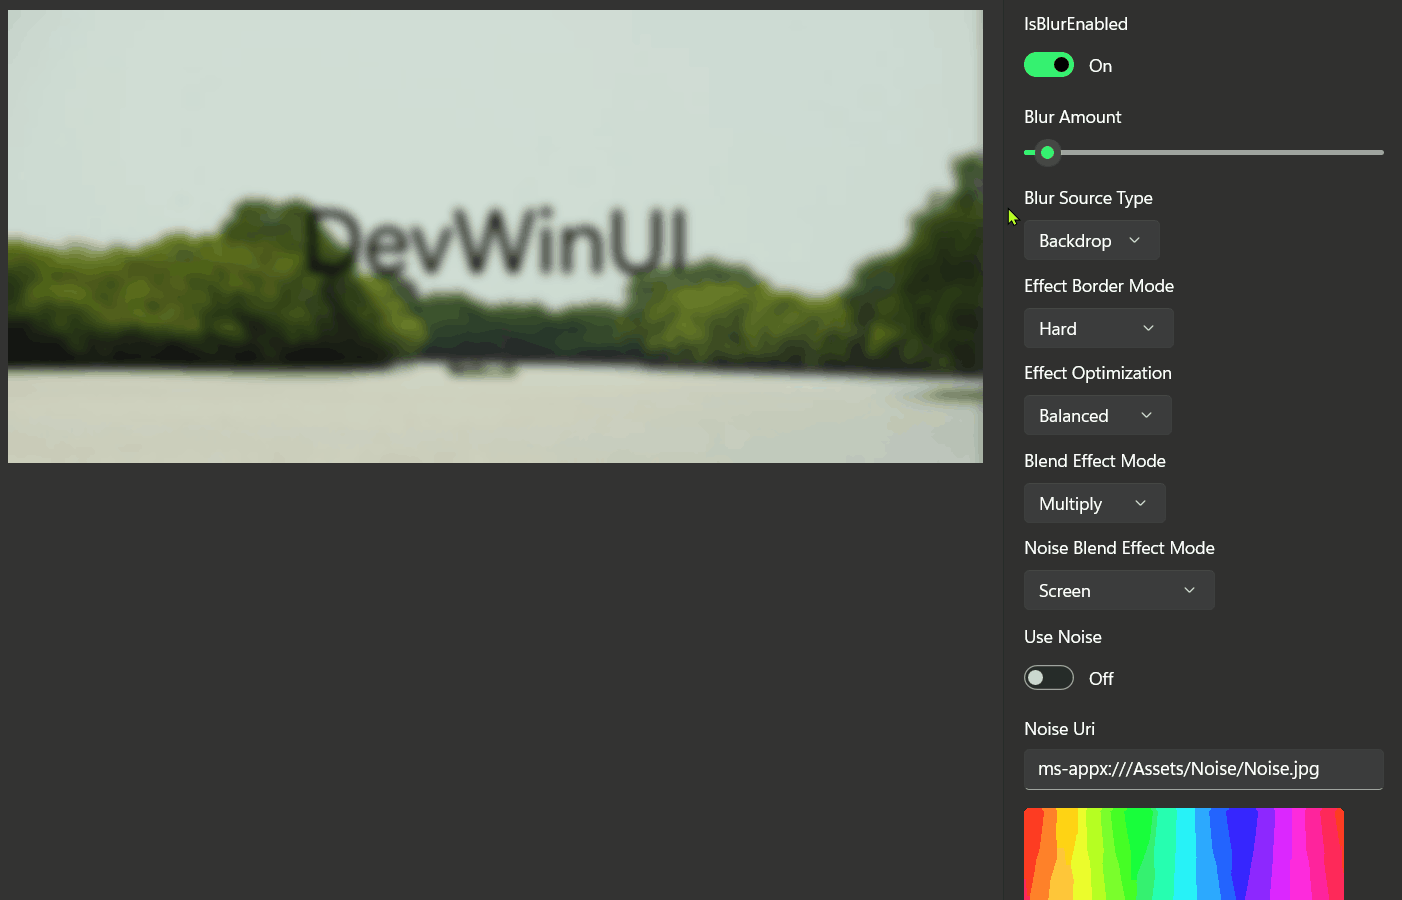 DevWinUI
IsBlurEnabled
On
Blur Amount
Blur Source Type
Backdrop
Effect Border Mode
Hard
Effect Optimization
Balanced
Blend Effect Mode
Multiply
Noise Blend Effect Mode
Screen
Use Noise
Off
Noise Uri
ms-appx:///Assets/Noise/Noise.jpg